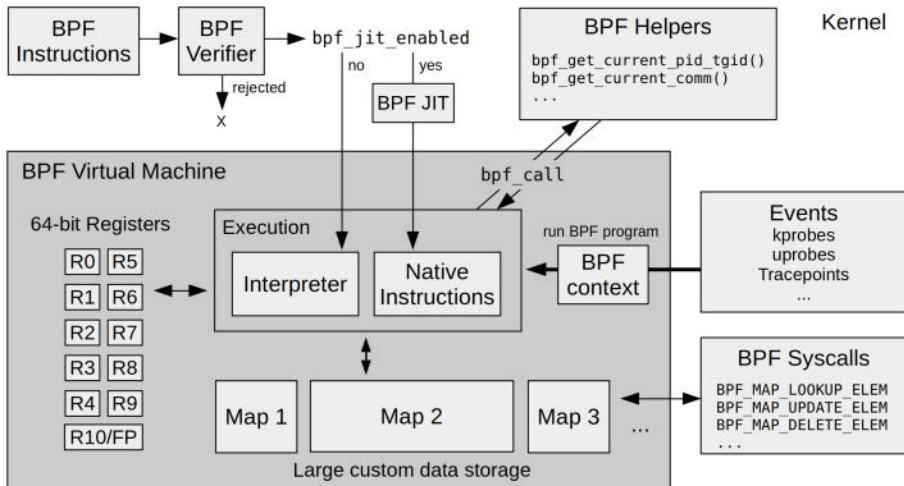 BPF
Instructions
BPF
Verifier
rejected
X
bpf_jit_enabled
no
yes
BPF JIT
BPF Helpers
bpf_get_current_pid_tgid()
bpf_get_current_comm()
...
Kernel
BPF Virtual Machine
bpf_call
64-bit Registers
R0 R5
R1 R6
R2 R7
R3 R8
R4 R9
R10/FP
Execution
Interpreter
Native
Instructions
run BPF program
BPF
context
Events
kprobes
uprobes
Tracepoints
...
Map 1
Map 2
Map 3
...
Large custom data storage
BPF Syscalls
BPF_MAP_LOOKUP_ELEM
BPF_MAP_UPDATE_ELEM
BPF_MAP_DELETE_ELEM
...